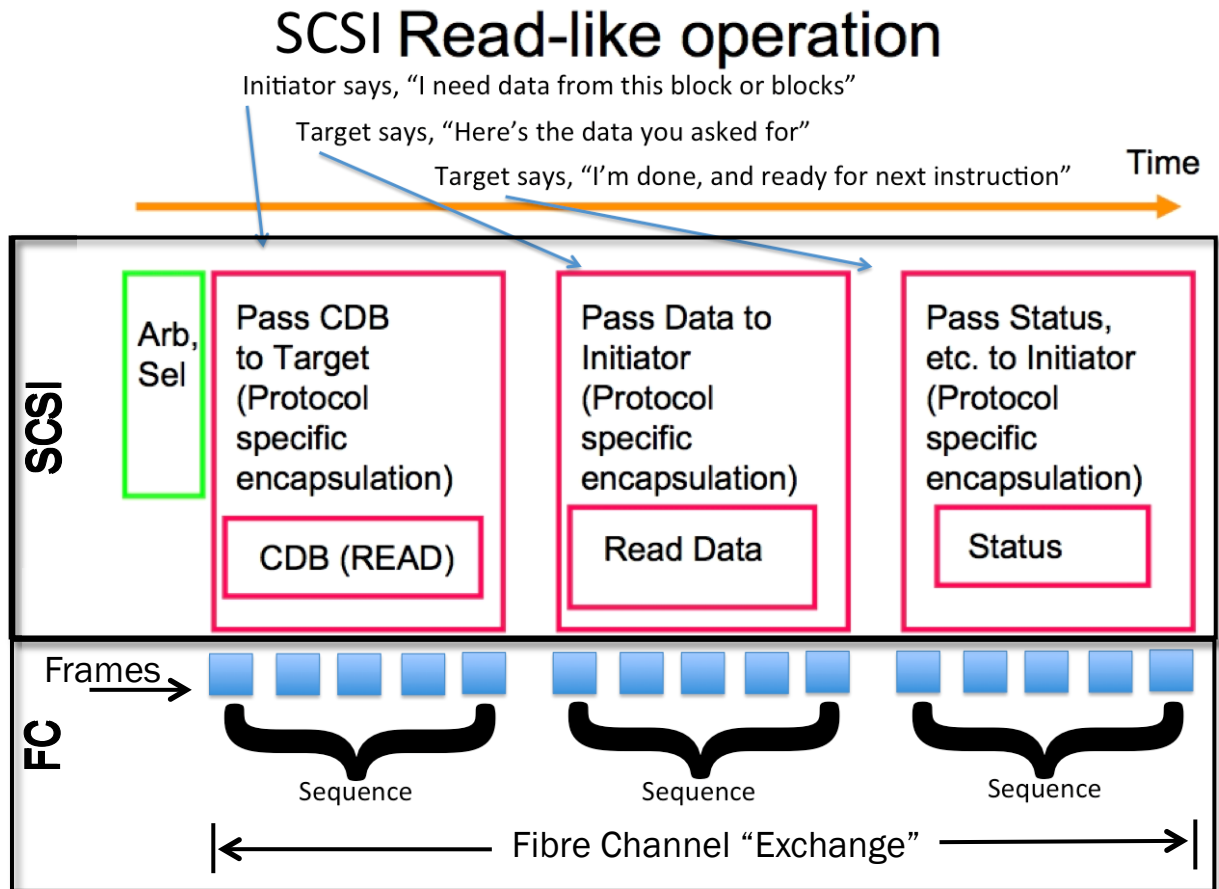 SCSI Read-like operation
Initiator says, “I need data from this block or blocks”
Target says, “Here’s the data you asked for”
Target says, “I’m done, and ready for next instruction”
Time
SCSI
Arb,
Sel
Pass CDB
to Target
(Protocol
specific
encapsulation)
CDB (READ)
Pass Data to
Initiator
(Protocol
specific
encapsulation)
Read Data
Pass Status,
etc. to Initiator
(Protocol
specific
encapsulation)
Status
FC
Frames
Sequence
Sequence
Sequence
Fibre Channel “Exchange”